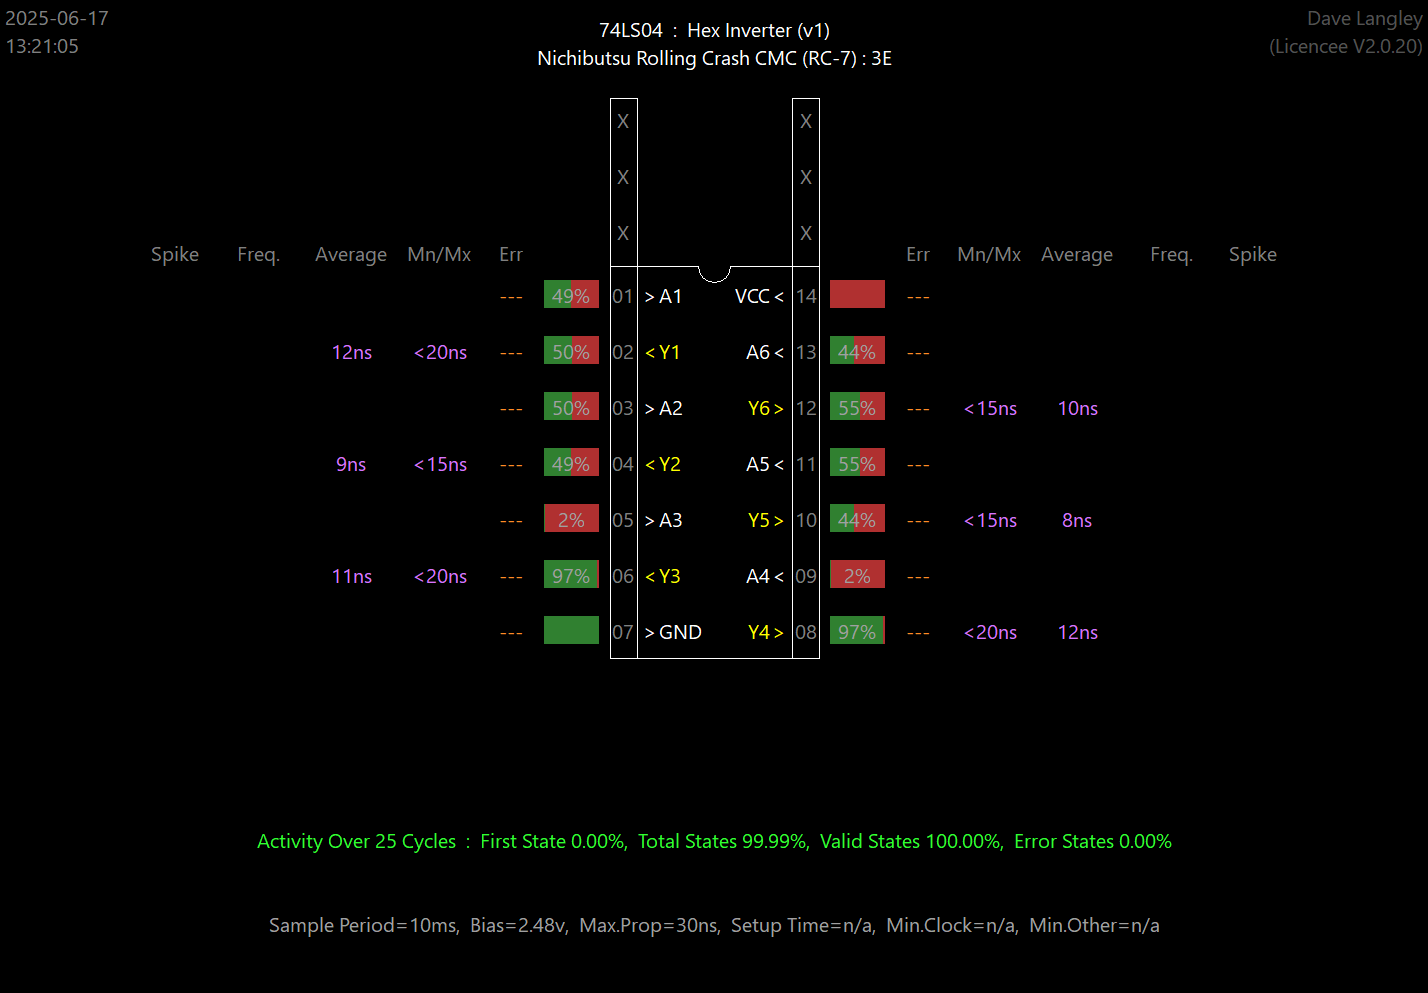 2025-06-17
13:21:05
74LS04 : Hex Inverter (v1)
Nichibutsu Rolling Crash CMC (RC-7) : 3E
Dave Langley
(Licencee V2.0.20)
X X
X X
X X
Spike Freq. Average Mn/Mx Err Err Mn/Mx Average Freq. Spike
--- 49% 01 > A1 VCC < 14 ---
12ns <20ns --- 50% 02 < Y1 A6 < 13 44% ---
--- 50% 03 > A2 Y6 > 12 55% --- <15ns 10ns
9ns <15ns --- 49% 04 < Y2 A5 < 11 55% ---
--- 2% 05 > A3 Y5 > 10 44% --- <15ns 8ns
11ns <20ns --- 97% 06 < Y3 A4 < 09 2% ---
--- 07 > GND Y4 > 08 97% --- <20ns 12ns
Activity Over 25 Cycles : First State 0.00%, Total States 99.99%, Valid States 100.00%, Error States 0.00%
Sample Period=10ms, Bias=2.48v, Max.Prop=30ns, Setup Time=n/a, Min.Clock=n/a, Min.Other=n/a